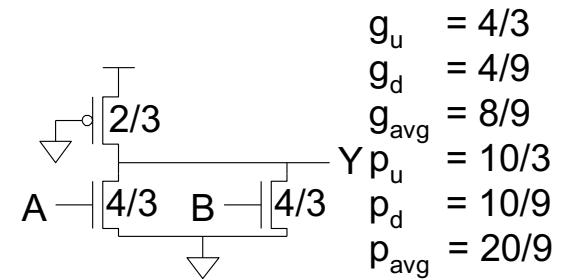 g_u = 4/3
g_d = 4/9
g_avg = 8/9
p_u = 10/3
p_d = 10/9
p_avg = 20/9
2/3
Y
A 4/3 B 4/3